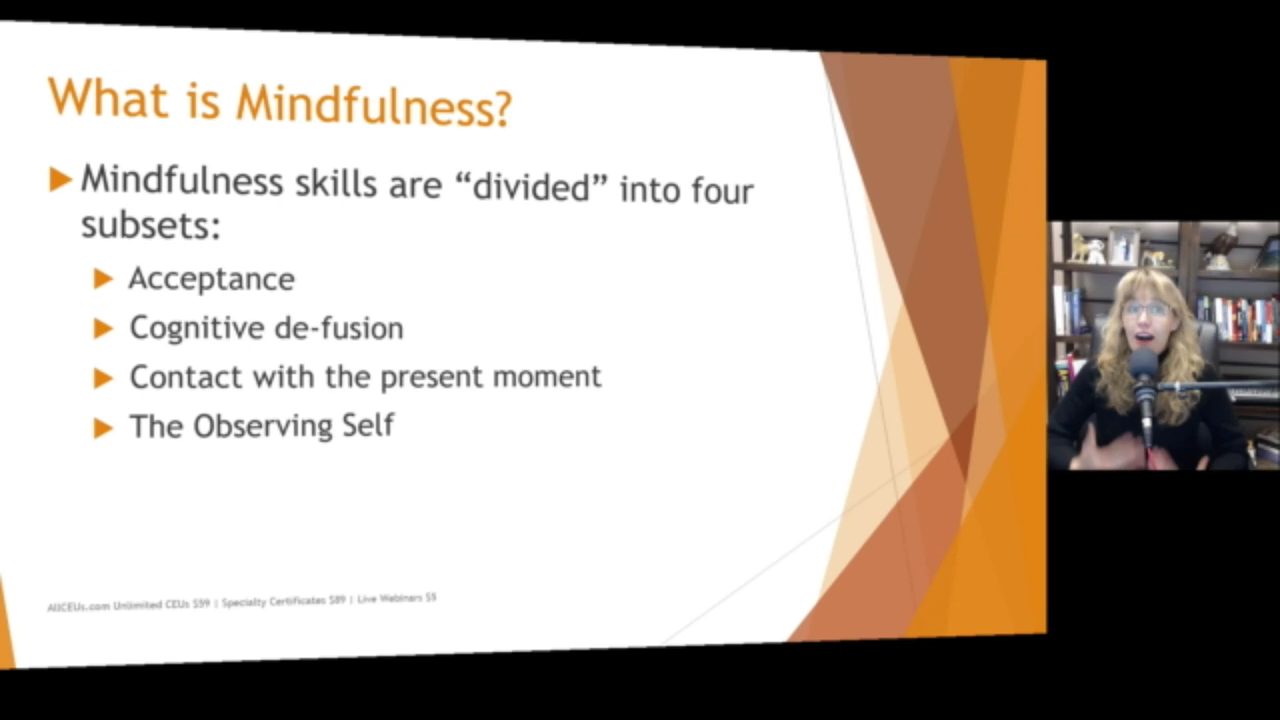 What is Mindfulness?
Mindfulness skills are “divided” into four
subsets:
Acceptance
Cognitive de-fusion
Contact with the present moment
The Observing Self
AllCEUs.com Unlimited CEUs $59 | Specialty Certificates $89 | Live Webinars $5